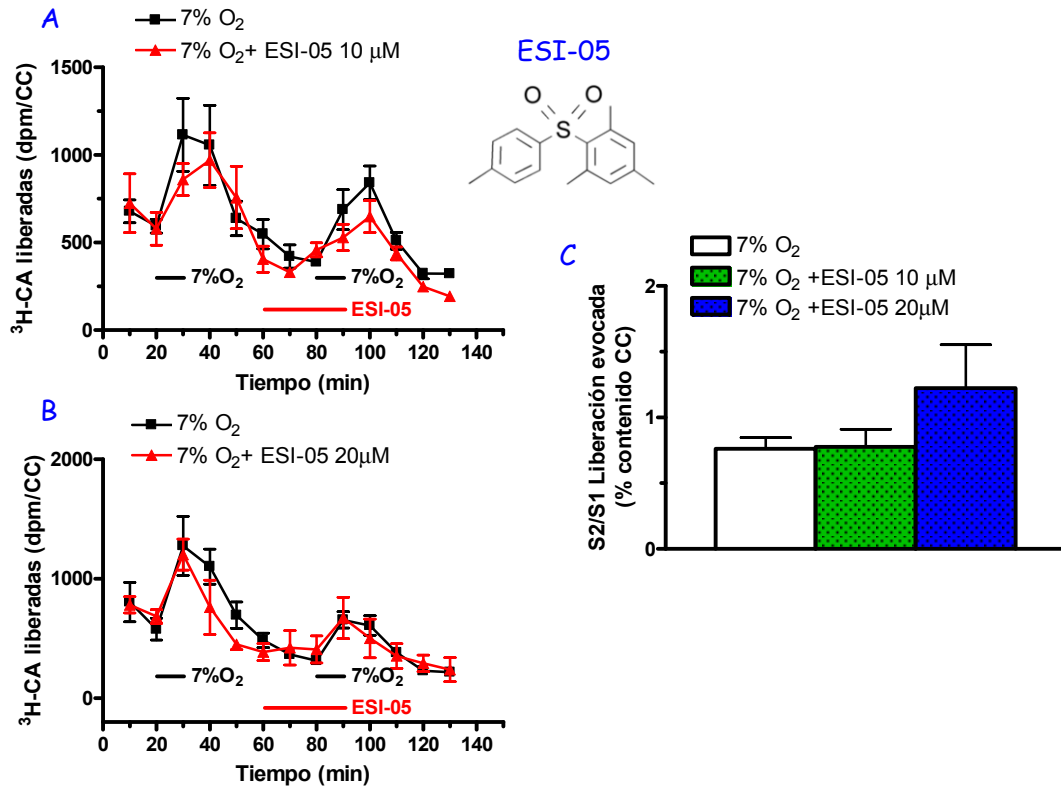 A
7% O₂
7% O₂+ ESI-05 10 μM
³H-CA liberadas (dpm/CC)
1500
1000
500
0
7%O₂
7%O₂
ESI-05
0 20 40 60 80 100 120 140
Tiempo (min)
ESI-05
O O
S
B
7% O₂
7% O₂+ ESI-05 20μM
³H-CA liberadas (dpm/CC)
2000
1000
0
7%O₂
7%O₂
ESI-05
0 20 40 60 80 100 120 140
Tiempo (min)
C
7% O₂
7% O₂ +ESI-05 10 μM
7% O₂ +ESI-05 20μM
S2/S1 Liberación evocada
(% contenido CC)
2
1
0